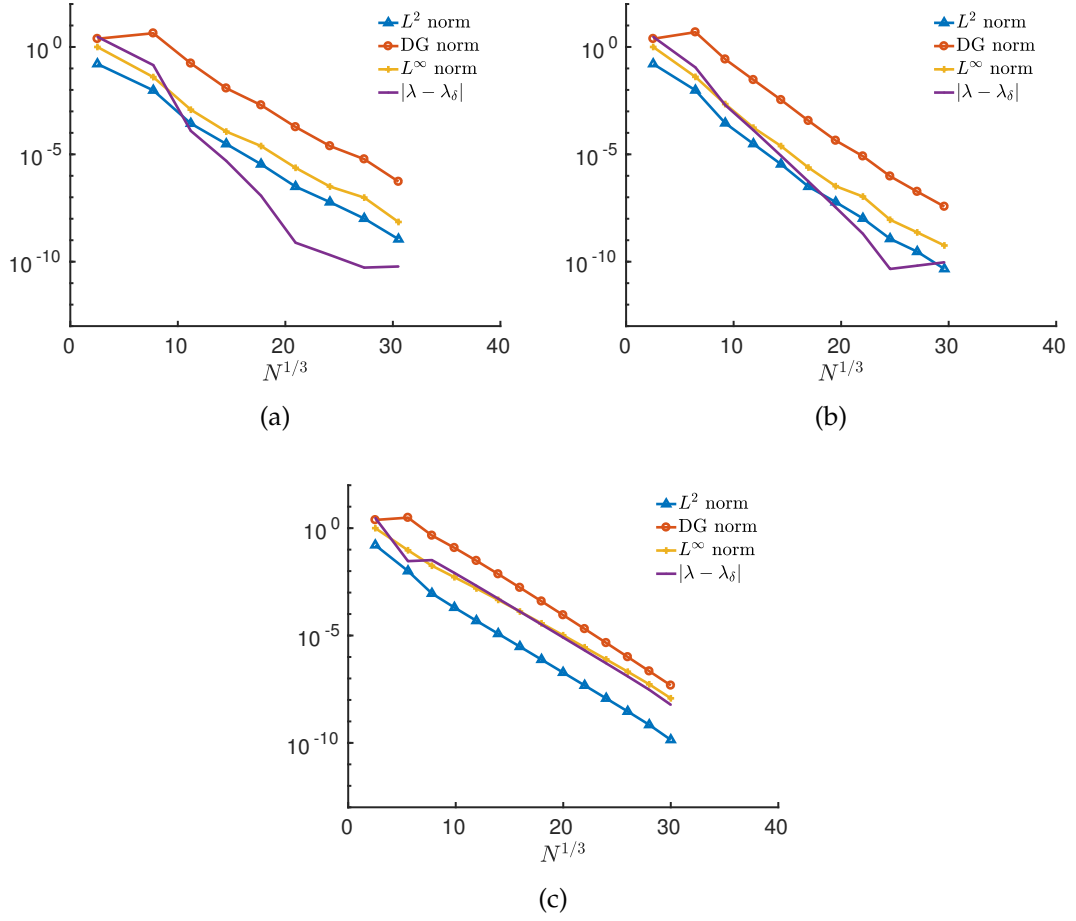 10^0
10^-5
10^-10
0 10 20 30 40
N^1/3
L^2 norm
DG norm
L^∞ norm
|λ − λ_δ|
(a)
10^0
10^-5
10^-10
0 10 20 30 40
N^1/3
L^2 norm
DG norm
L^∞ norm
|λ − λ_δ|
(b)
10^0
10^-5
10^-10
0 10 20 30 40
N^1/3
L^2 norm
DG norm
L^∞ norm
|λ − λ_δ|
(c)